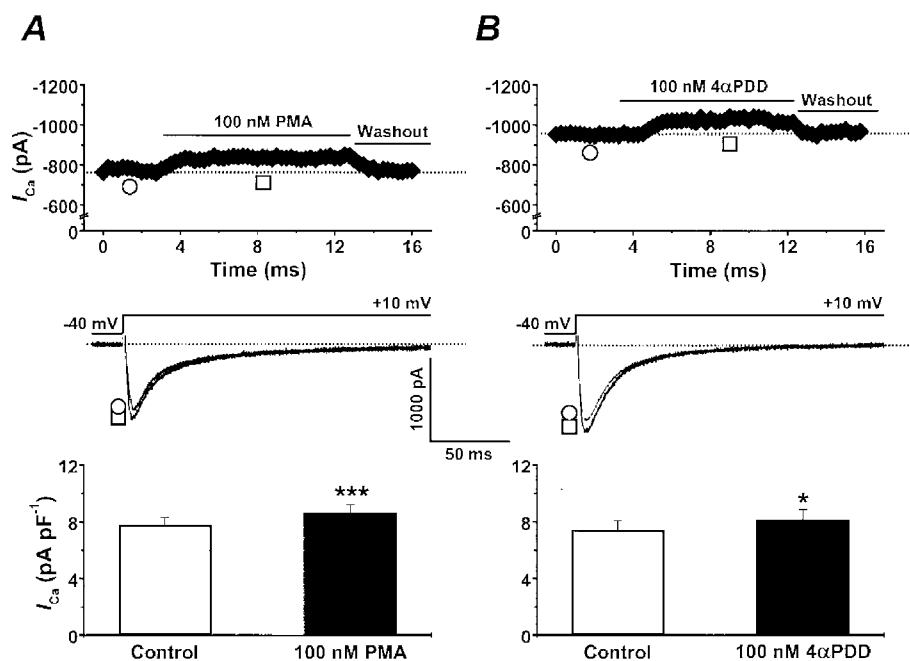 A
-1200
-1000
-800
-600
0
I_Ca (pA)
100 nM PMA
Washout
0 4 8 12 16
Time (ms)
B
-1200
-1000
-800
-600
0
100 nM 4αPDD
Washout
0 4 8 12 16
Time (ms)
+10 mV
-40 mV
1000 pA
50 ms
+10 mV
-40 mV
12
8
4
0
I_Ca (pA pF⁻¹)
***
Control
100 nM PMA
12
8
4
0
*
Control
100 nM 4αPDD